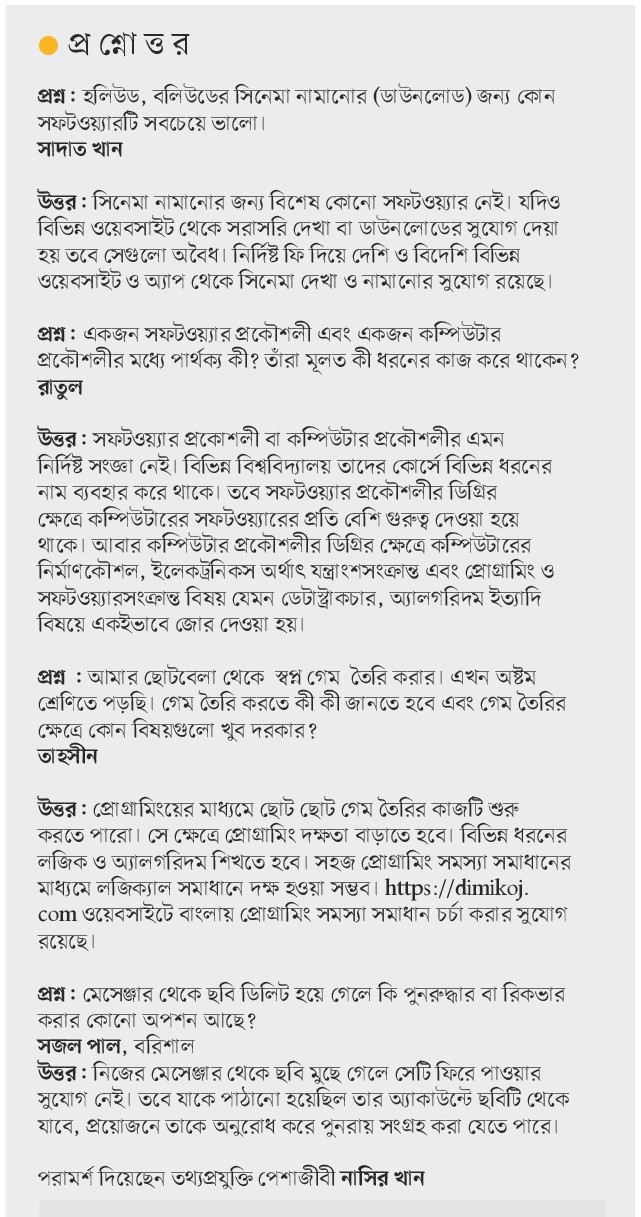 প্রশ্নোত্তর
প্রশ্ন : হলিউড, বলিউডের সিনেমা নামানোর (ডাউনলোড) জন্য কোন
সফটওয়্যারটি সবচেয়ে ভালো।
সাদাত খান
উত্তর : সিনেমা নামানোর জন্য বিশেষ কোনো সফটওয়্যার নেই। যদিও
বিভিন্ন ওয়েবসাইট থেকে সরাসরি দেখা বা ডাউনলোডের সুযোগ দেয়া
হয় তবে সেগুলো অবৈধ। নির্দিষ্ট ফি দিয়ে দেশি ও বিদেশি বিভিন্ন
ওয়েবসাইট ও অ্যাপ থেকে সিনেমা দেখা ও নামানোর সুযোগ রয়েছে।
প্রশ্ন : একজন সফটওয়্যার প্রকৌশলী এবং একজন কম্পিউটার
প্রকৌশলীর মধ্যে পার্থক্য কী? তাঁরা মূলত কী ধরনের কাজ করে থাকেন?
রাতুল
উত্তর : সফটওয়্যার প্রকোশলী বা কম্পিউটার প্রকৌশলীর এমন
নির্দিষ্ট সংজ্ঞা নেই। বিভিন্ন বিশ্ববিদ্যালয় তাদের কোর্সে বিভিন্ন ধরনের
নাম ব্যবহার করে থাকে। তবে সফটওয়্যার প্রকৌশলীর ডিগ্রির
ক্ষেত্রে কম্পিউটারের সফটওয়্যারের প্রতি বেশি গুরুত্ব দেওয়া হয়ে
থাকে। আবার কম্পিউটার প্রকৌশলীর ডিগ্রির ক্ষেত্রে কম্পিউটারের
নির্মাণকৌশল, ইলেকট্রনিকস অর্থাৎ যন্ত্রাংশসংক্রান্ত এবং প্রোগ্রামিং ও
সফটওয়্যারসংক্রান্ত বিষয় যেমন ডেটাস্ট্রাকচার, অ্যালগরিদম ইত্যাদি
বিষয়ে একইভাবে জোর দেওয়া হয়।
প্রশ্ন : আমার ছোটবেলা থেকে স্বপ্ন গেম তৈরি করার। এখন অষ্টম
শ্রেণিতে পড়ছি। গেম তৈরি করতে কী কী জানতে হবে এবং গেম তৈরির
ক্ষেত্রে কোন বিষয়গুলো খুব দরকার?
তাহসীন
উত্তর : প্রোগ্রামিংয়ের মাধ্যমে ছোট ছোট গেম তৈরির কাজটি শুরু
করতে পারো। সে ক্ষেত্রে প্রোগ্রামিং দক্ষতা বাড়াতে হবে। বিভিন্ন ধরনের
লজিক ও অ্যালগরিদম শিখতে হবে। সহজ প্রোগ্রামিং সমস্যা সমাধানের
মাধ্যমে লজিক্যাল সমাধানে দক্ষ হওয়া সম্ভব। https://dimikoj.
com ওয়েবসাইটে বাংলায় প্রোগ্রামিং সমস্যা সমাধান চর্চা করার সুযোগ
রয়েছে।
প্রশ্ন : মেসেঞ্জার থেকে ছবি ডিলিট হয়ে গেলে কি পুনরুদ্ধার বা রিকভার
করার কোনো অপশন আছে?
সজল পাল, বরিশাল
উত্তর : নিজের মেসেঞ্জার থেকে ছবি মুছে গেলে সেটি ফিরে পাওয়ার
সুযোগ নেই। তবে যাকে পাঠানো হয়েছিল তার অ্যাকাউন্টে ছবিটি থেকে
যাবে, প্রয়োজনে তাকে অনুরোধ করে পুনরায় সংগ্রহ করা যেতে পারে।
পরামর্শ দিয়েছেন তথ্যপ্রযুক্তি পেশাজীবী নাসির খান